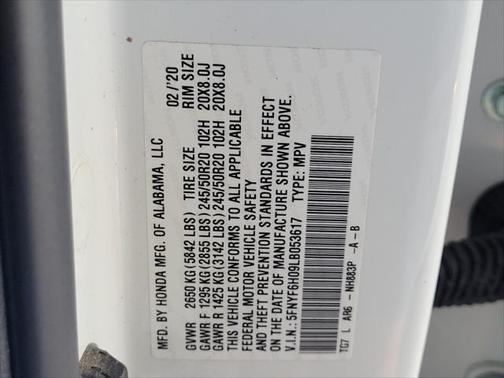 MFD. BY HONDA MFG. OF ALABAMA, LLC 02/'20
GVWR 2650 KG (5842 LBS) TIRE SIZE RIM SIZE
GAWR F 1295 KG (2855 LBS) 245/50R20 102H 20X8.0J
GAWR R 1425 KG (3142 LBS) 245/50R20 102H 20X8.0J
THIS VEHICLE CONFORMS TO ALL APPLICABLE
FEDERAL MOTOR VEHICLE SAFETY STANDARDS IN EFFECT
ON THE DATE OF MANUFACTURE SHOWN ABOVE.
V.I.N.: 5FNYF6H09LB053617 TYPE: MPV
TG7 L AR6 - NH883P -A -B